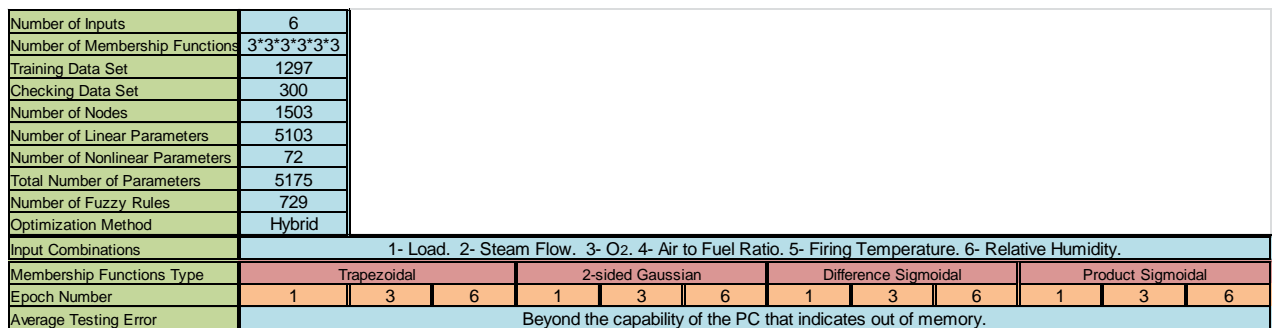 Number of Inputs 6
Number of Membership Functions 3*3*3*3*3*3
Training Data Set 1297
Checking Data Set 300
Number of Nodes 1503
Number of Linear Parameters 5103
Number of Nonlinear Parameters 72
Total Number of Parameters 5175
Number of Fuzzy Rules 729
Optimization Method Hybrid
Input Combinations 1- Load. 2- Steam Flow. 3- O2. 4- Air to Fuel Ratio. 5- Firing Temperature. 6- Relative Humidity.
Membership Functions Type Trapezoidal 2-sided Gaussian Difference Sigmoidal Product Sigmoidal
Epoch Number 1 3 6 1 3 6 1 3 6 1 3 6
Average Testing Error Beyond the capability of the PC that indicates out of memory.